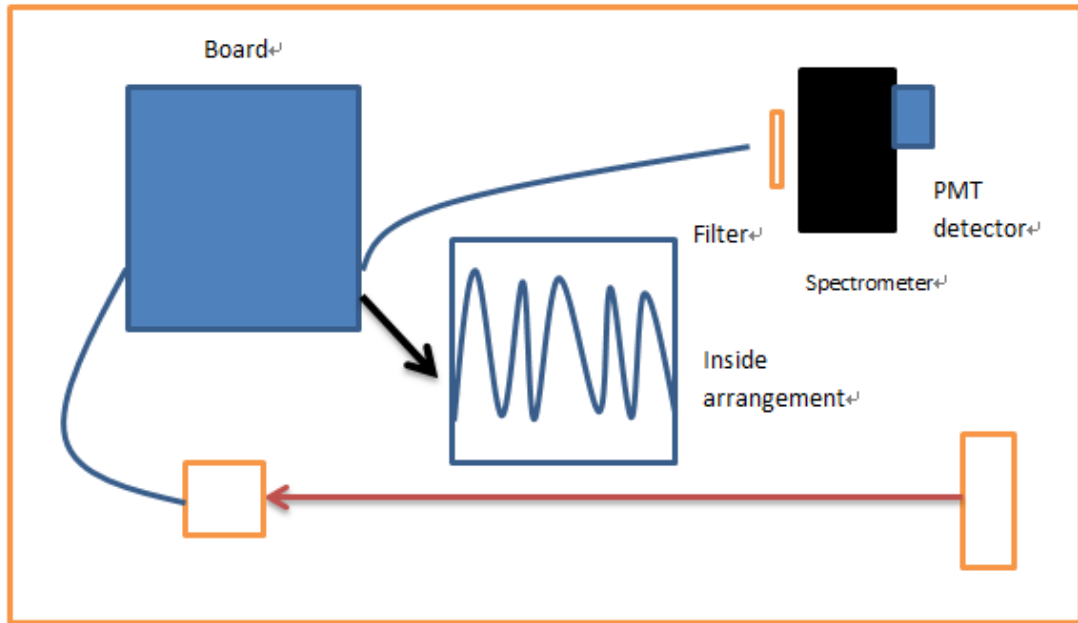 Board↵
PMT
detector↵
Filter↵
Spectrometer↵
Inside
arrangement↵